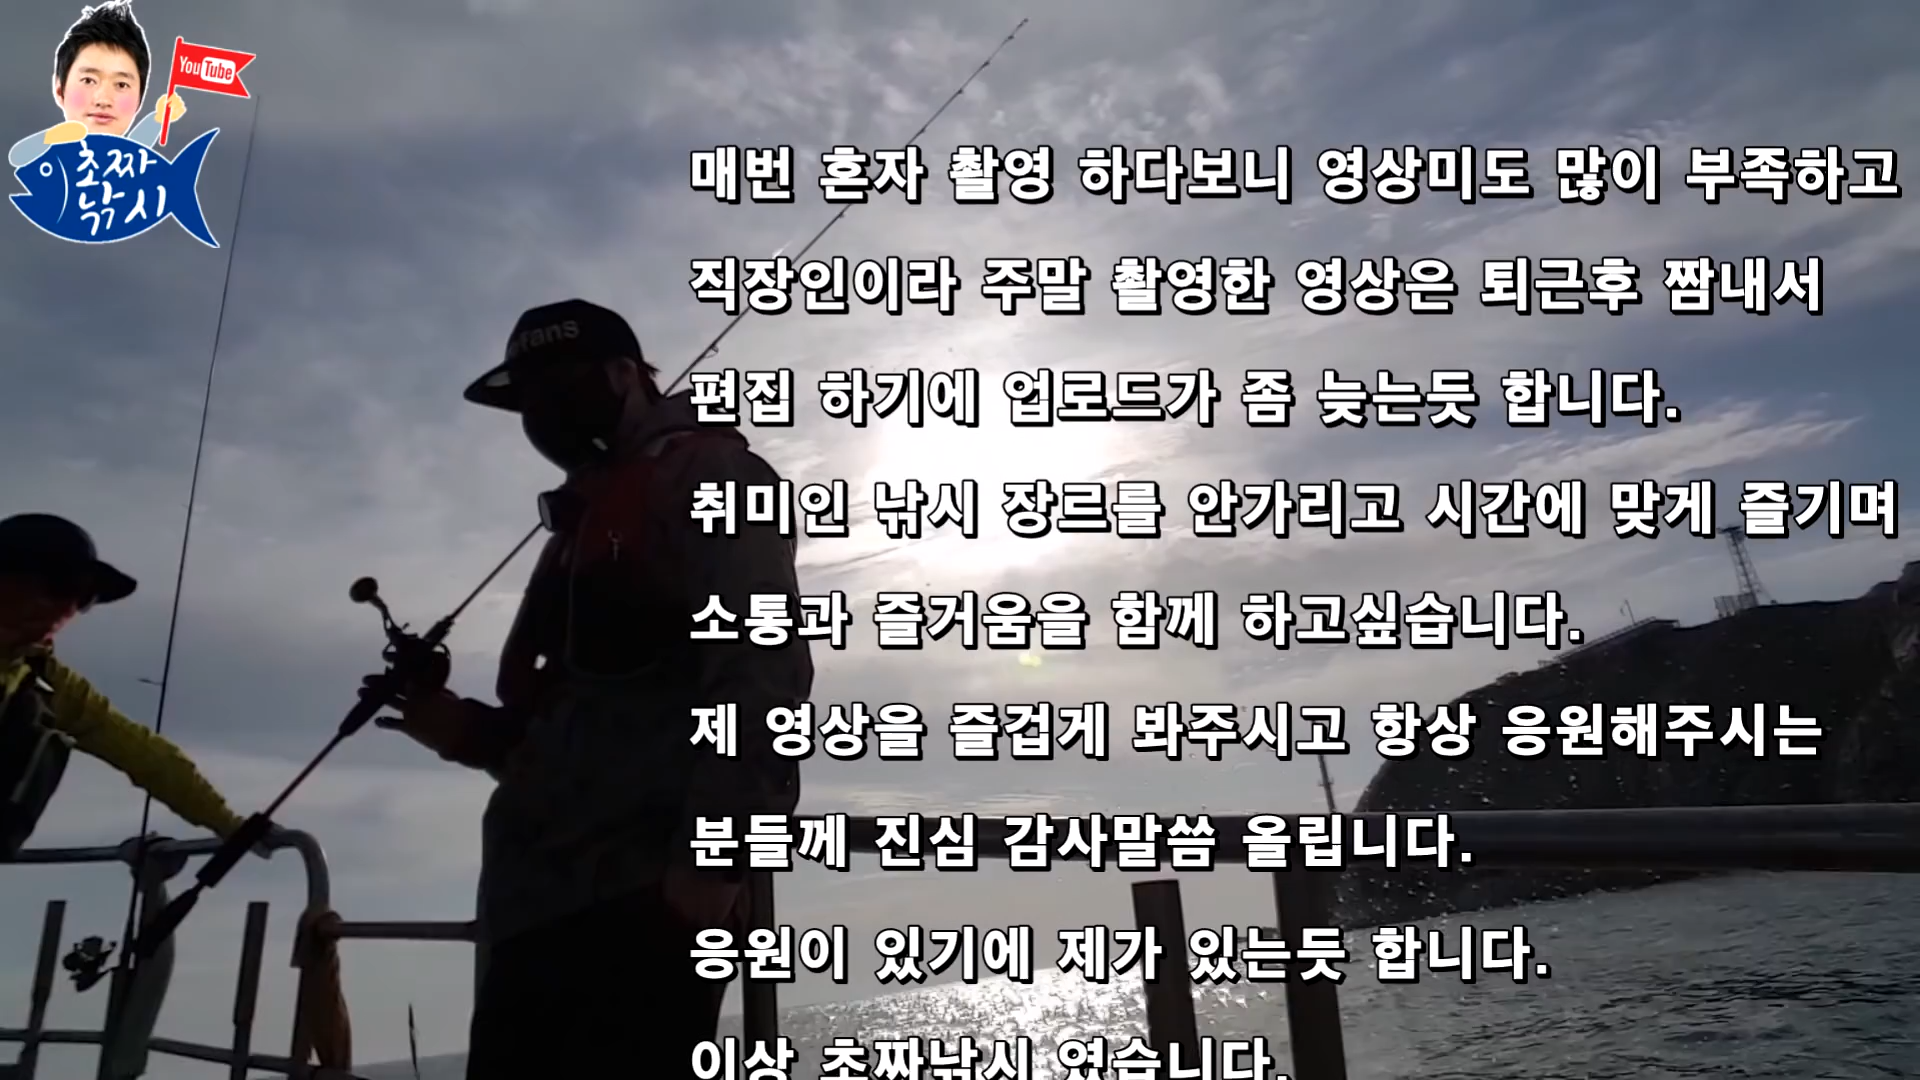 YouTube
초짜
낚시
매번 혼자 촬영 하다보니 영상미도 많이 부족하고
직장인이라 주말 촬영한 영상은 퇴근후 짬내서
편집 하기에 업로드가 좀 늦는듯 합니다.
취미인 낚시 장르를 안가리고 시간에 맞게 즐기며
소통과 즐거움을 함께 하고싶습니다.
제 영상을 즐겁게 봐주시고 항상 응원해주시는
분들께 진심 감사말씀 올립니다.
응원이 있기에 제가 있는듯 합니다.
이상 초짜낚시 였습니다.